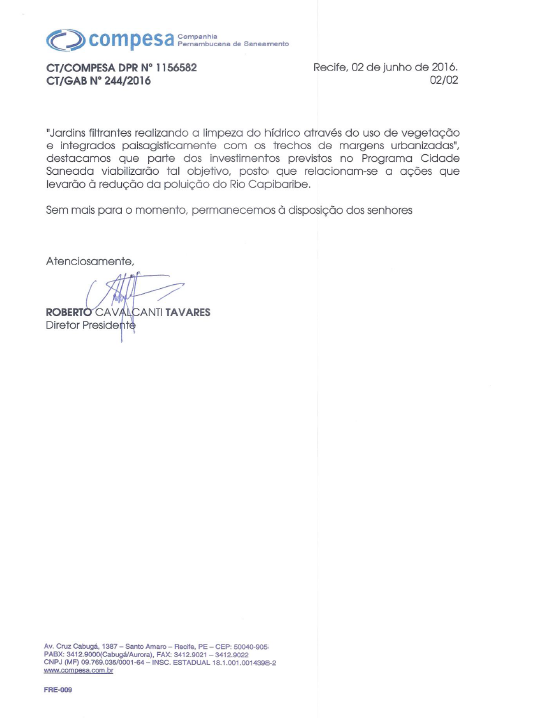 compesa Companhia
Pernambucana de Saneamento
CT/COMPESA DPR Nº 1156582
CT/GAB Nº 244/2016
Recife, 02 de junho de 2016.
02/02
"Jardins filtrantes realizando a limpeza do hídrico através do uso de vegetação
e integrados paisagisticamente com os trechos de margens urbanizadas",
destacamos que parte dos investimentos previstos no Programa Cidade
Saneada viabilizarão tal objetivo, posto que relacionam-se a ações que
levarão à redução da poluição do Rio Capibaribe.
Sem mais para o momento, permanecemos à disposição dos senhores
Atenciosamente,
ROBERTO CAVALCANTI TAVARES
Diretor Presidente
Av. Cruz Cabugá, 1387 – Santo Amaro – Recife, PE – CEP: 50040-905
PABX: 3412.9000(Cabugá/Aurora), FAX: 3412.9021 – 3412.9022
CNPJ (MF) 09.769.035/0001-64 – INSC. ESTADUAL 18.1.001.0014398-2
www.compesa.com.br
FRE-009